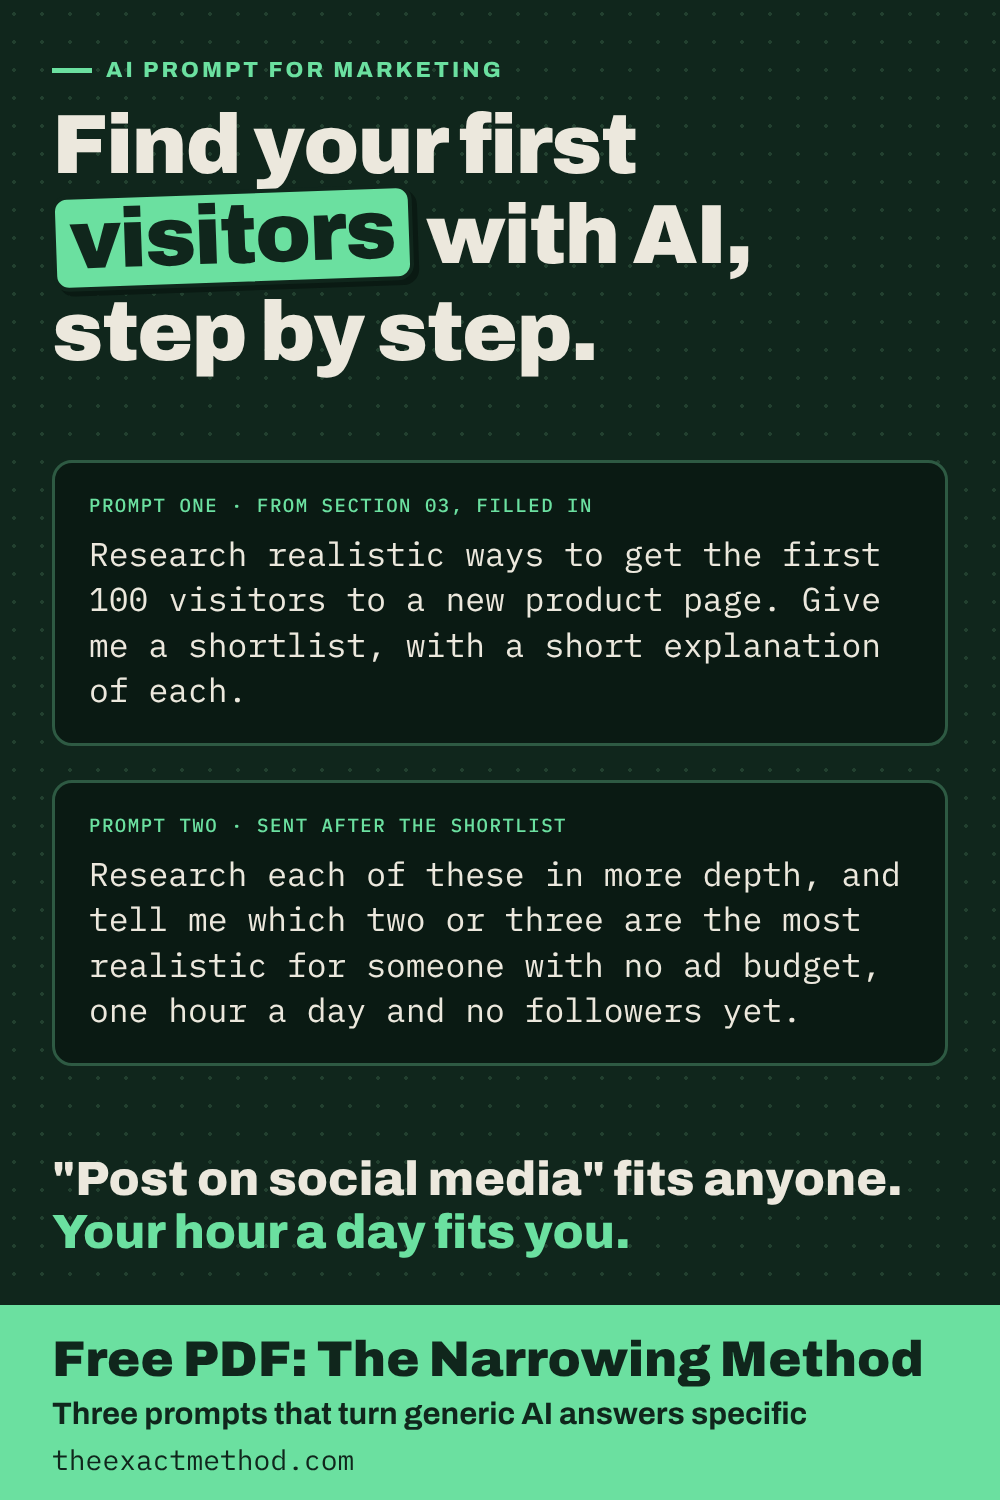 AI PROMPT FOR MARKETING
Find your first
visitors with AI,
step by step.
PROMPT ONE · FROM SECTION 03, FILLED IN
Research realistic ways to get the first
100 visitors to a new product page. Give
me a shortlist, with a short explanation
of each.
PROMPT TWO · SENT AFTER THE SHORTLIST
Research each of these in more depth, and
tell me which two or three are the most
realistic for someone with no ad budget,
one hour a day and no followers yet.
"Post on social media" fits anyone.
Your hour a day fits you.
Free PDF: The Narrowing Method
Three prompts that turn generic AI answers specific
theexactmethod.com